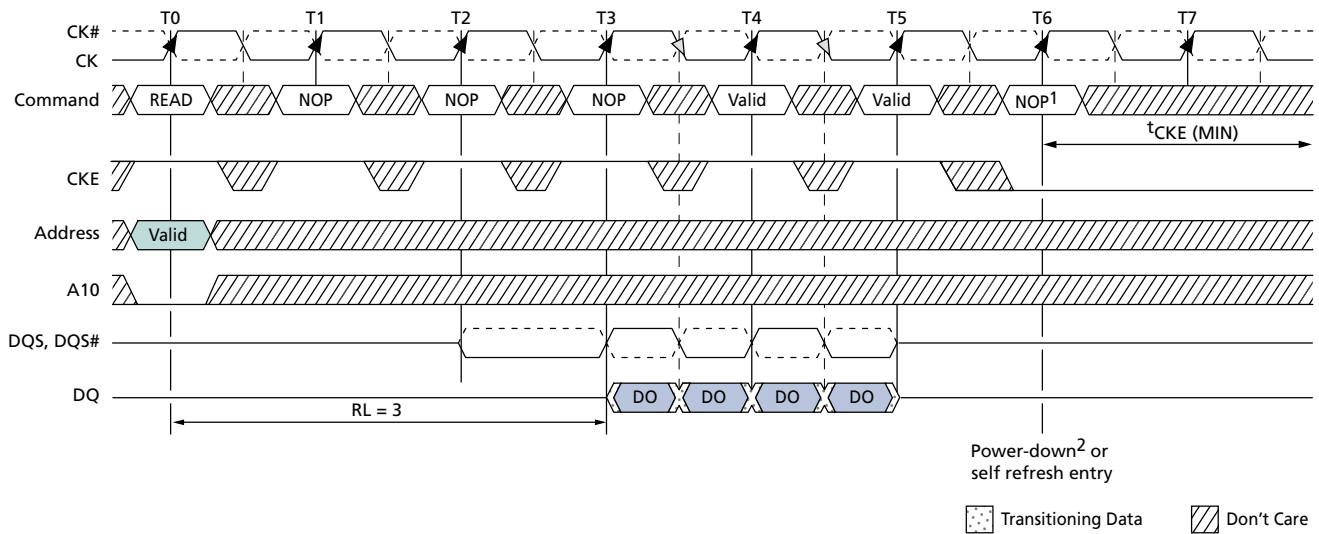 T0 T1 T2 T3 T4 T5 T6 T7
CK#
CK
Command READ NOP NOP NOP Valid Valid NOP1
tCKE (MIN)
CKE
Address Valid
A10
DQS, DQS#
DQ DO DO DO DO
RL = 3
Power-down2 or
self refresh entry
Transitioning Data Don't Care